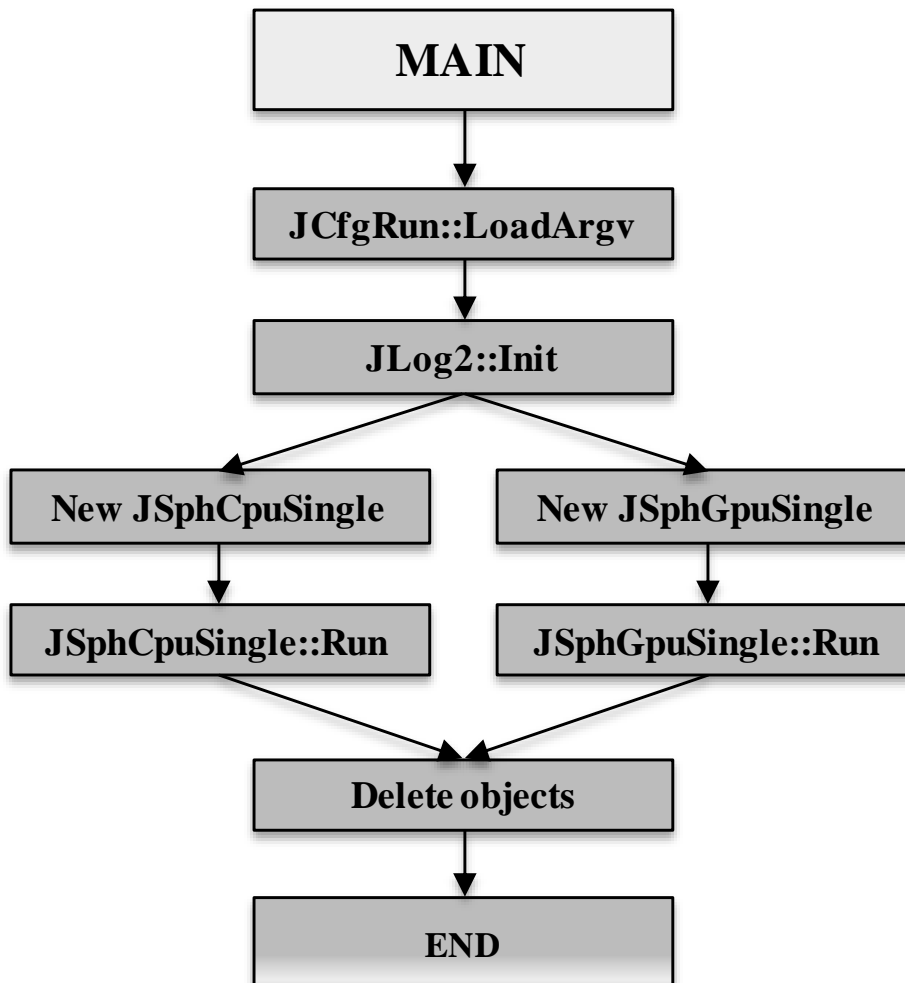 MAIN
JCfgRun::LoadArgv
JLog2::Init
New JSphCpuSingle
New JSphGpuSingle
JSphCpuSingle::Run
JSphGpuSingle::Run
Delete objects
END